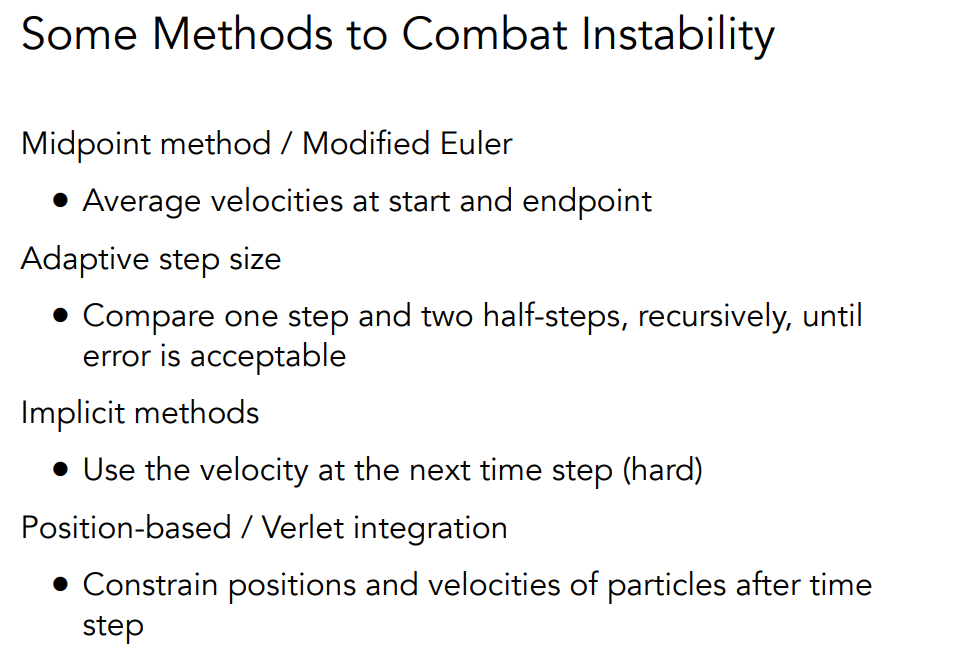 Some Methods to Combat Instability
Midpoint method / Modified Euler
• Average velocities at start and endpoint
Adaptive step size
• Compare one step and two half-steps, recursively, until
error is acceptable
Implicit methods
• Use the velocity at the next time step (hard)
Position-based / Verlet integration
• Constrain positions and velocities of particles after time
step